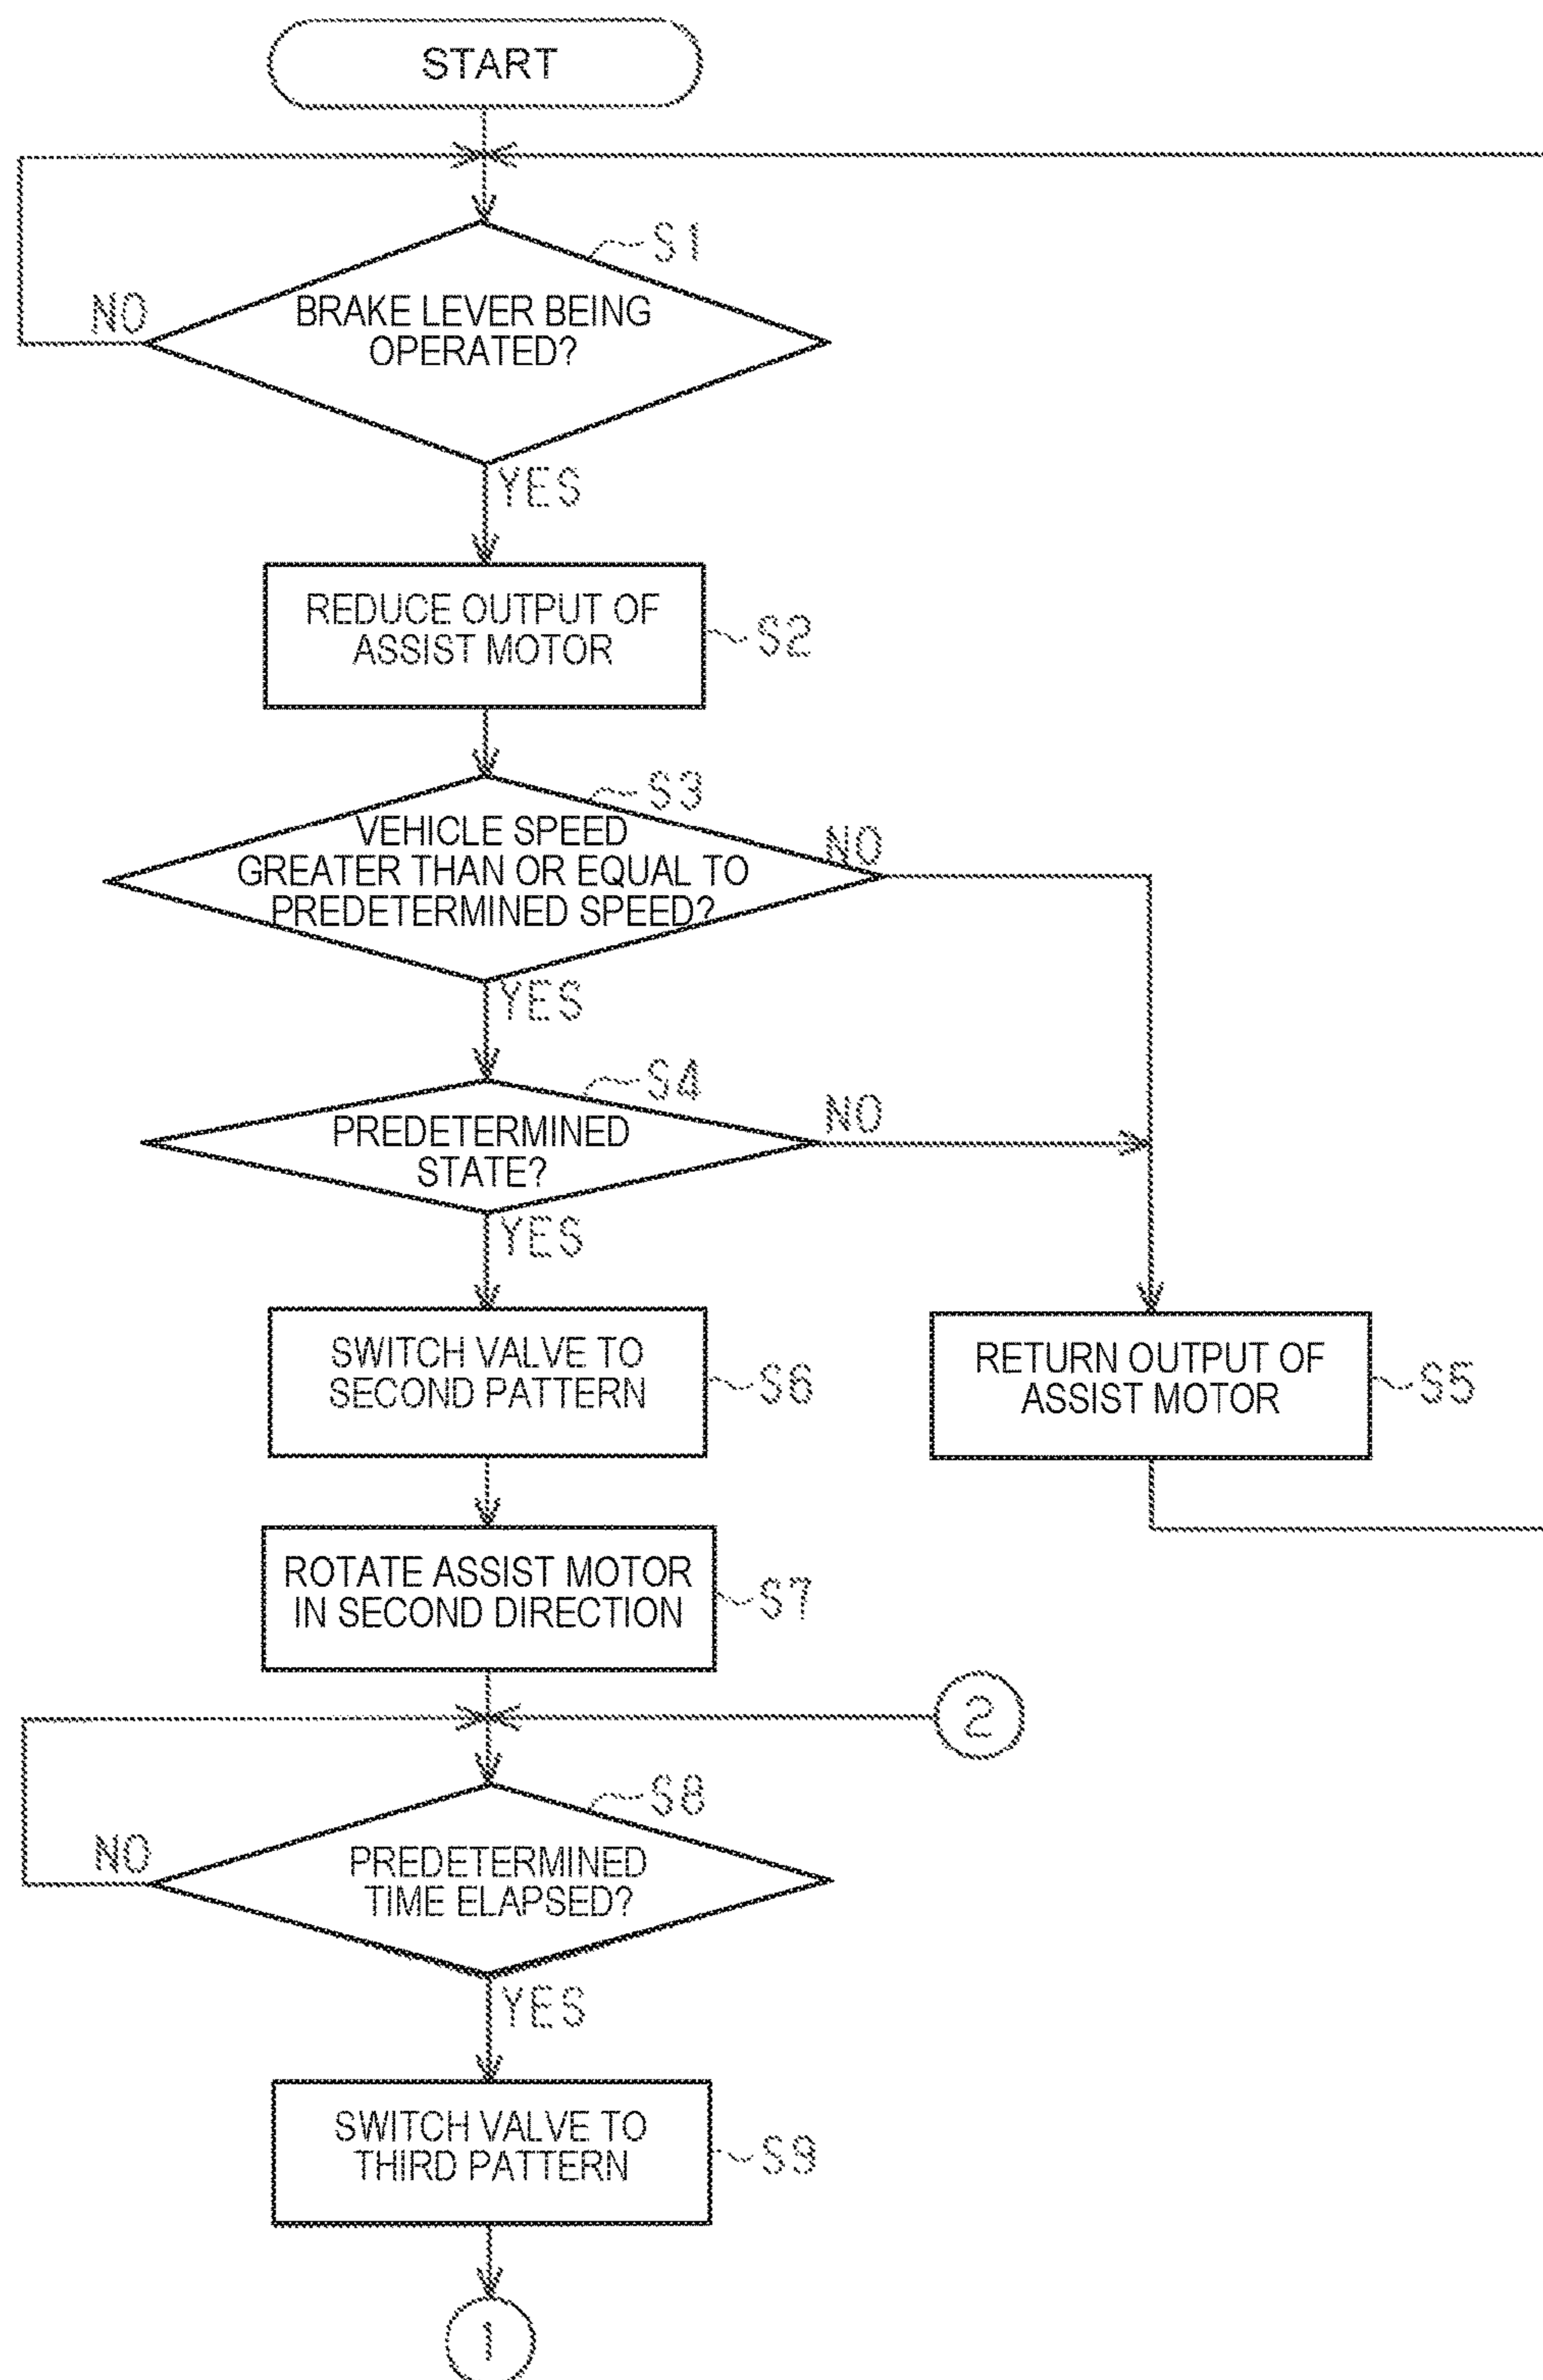 START
S1
BRAKE LEVER BEING
OPERATED?
NO
YES
REDUCE OUTPUT OF
ASSIST MOTOR
S2
S3
VEHICLE SPEED
GREATER THAN OR EQUAL TO
PREDETERMINED SPEED?
NO
YES
S4
PREDETERMINED
STATE?
NO
YES
SWITCH VALVE TO
SECOND PATTERN
S6
RETURN OUTPUT OF
ASSIST MOTOR
S5
ROTATE ASSIST MOTOR
IN SECOND DIRECTION
S7
2
S8
PREDETERMINED
TIME ELAPSED?
NO
YES
SWITCH VALVE TO
THIRD PATTERN
S9
1